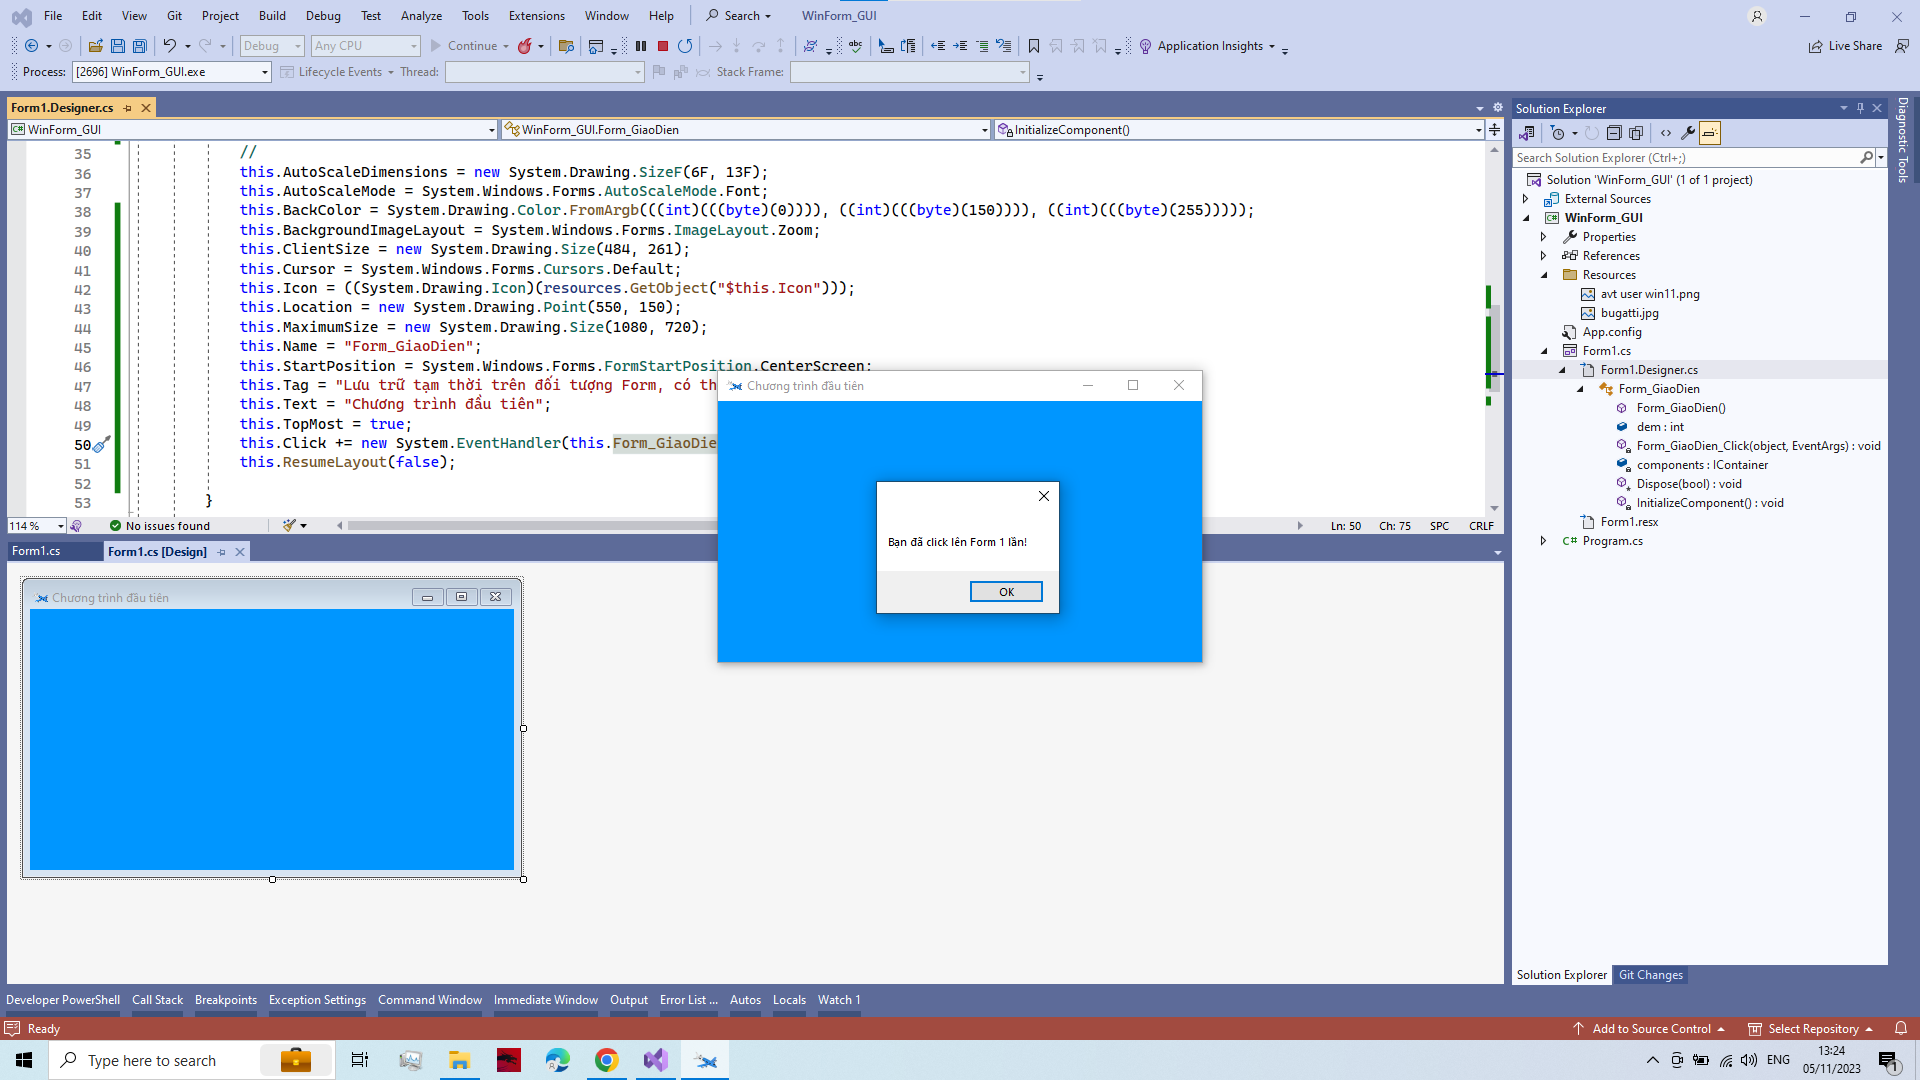 File Edit View Git Project Build Debug Test Analyze Tools Extensions Window Help Search WinForm_GUI
Debug Any CPU Continue Application Insights Live Share
Process: [2696] WinForm_GUI.exe Lifecycle Events Thread: Stack Frame:
Form1.Designer.cs
WinForm_GUI WinForm_GUI.Form_GiaoDien InitializeComponent()
35 //
36 this.AutoScaleDimensions = new System.Drawing.SizeF(6F, 13F);
37 this.AutoScaleMode = System.Windows.Forms.AutoScaleMode.Font;
38 this.BackColor = System.Drawing.Color.FromArgb(((int)(((byte)(0)))), ((int)(((byte)(150)))), ((int)(((byte)(255)))));
39 this.BackgroundImageLayout = System.Windows.Forms.ImageLayout.Zoom;
40 this.ClientSize = new System.Drawing.Size(484, 261);
41 this.Cursor = System.Windows.Forms.Cursors.Default;
42 this.Icon = ((System.Drawing.Icon)(resources.GetObject("$this.Icon")));
43 this.Location = new System.Drawing.Point(550, 150);
44 this.MaximumSize = new System.Drawing.Size(1080, 720);
45 this.Name = "Form_GiaoDien";
46 this.StartPosition = System.Windows.Forms.FormStartPosition.CenterScreen;
47 this.Tag = "Lưu trữ tạm thời trên đối tượng Form, có th
48 this.Text = "Chương trình đầu tiên";
49 this.TopMost = true;
50 this.Click += new System.EventHandler(this.Form_GiaoDie
51 this.ResumeLayout(false);
52
53 }
114 % No issues found Ln: 50 Ch: 75 SPC CRLF
Form1.cs Form1.cs [Design]
Chương trình đầu tiên
Chương trình đầu tiên
Bạn đã click lên Form 1 lần!
OK
Solution Explorer
Search Solution Explorer (Ctrl+;)
Solution 'WinForm_GUI' (1 of 1 project)
External Sources
C# WinForm_GUI
Properties
References
Resources
avt user win11.png
bugatti.jpg
App.config
Form1.cs
Form1.Designer.cs
Form_GiaoDien
Form_GiaoDien()
dem : int
Form_GiaoDien_Click(object, EventArgs) : void
components : IContainer
Dispose(bool) : void
InitializeComponent() : void
Form1.resx
C# Program.cs
Solution Explorer Git Changes
Diagnostic Tools
Developer PowerShell Call Stack Breakpoints Exception Settings Command Window Immediate Window Output Error List ... Autos Locals Watch 1
Ready Add to Source Control Select Repository
Type here to search
ENG
13:24
05/11/2023
1